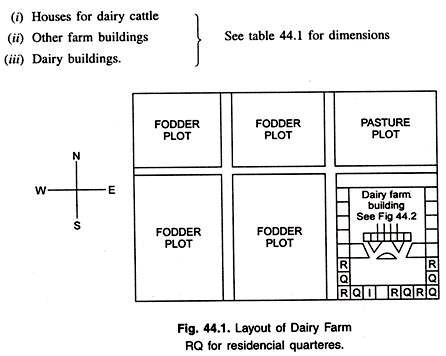 (i) Houses for dairy cattle
(ii) Other farm buildings
(iii) Dairy buildings.
See table 44.1 for dimensions
FODDER
PLOT
FODDER
PLOT
PASTURE
PLOT
N
W
E
S
FODDER
PLOT
FODDER
PLOT
Dairy farm
building
See Fig 44.2
R
Q
R
Q
R Q I R Q R Q
Fig. 44.1. Layout of Dairy Farm
RQ for residencial quarteres.